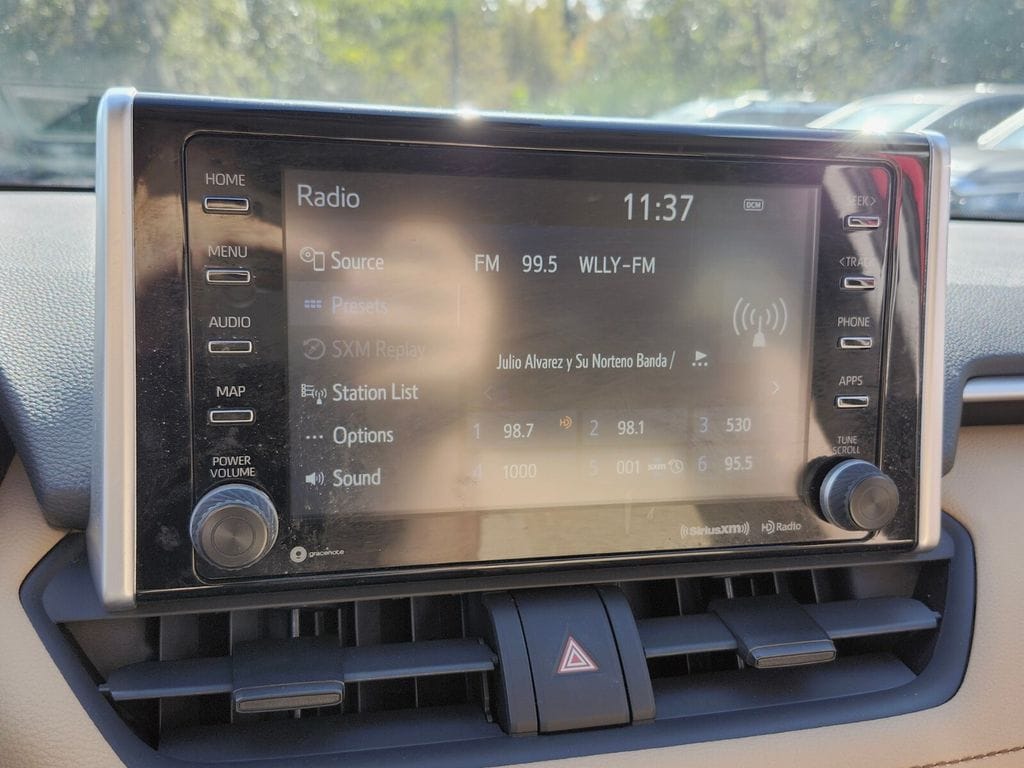 HOME
MENU
AUDIO
MAP
POWER
VOLUME
Radio
11:37
DCM
Source
Presets
SXM Replay
Station List
Options
Sound
FM 99.5 WLLY-FM
Julio Alvarez y Su Norteno Banda /
1 98.7 HD 2 98.1 3 530
4 1000 5 001 sxm 6 95.5
SEEK>
<TRACK
PHONE
APPS
TUNE
SCROLL
gracenote
SiriusXM
HD Radio